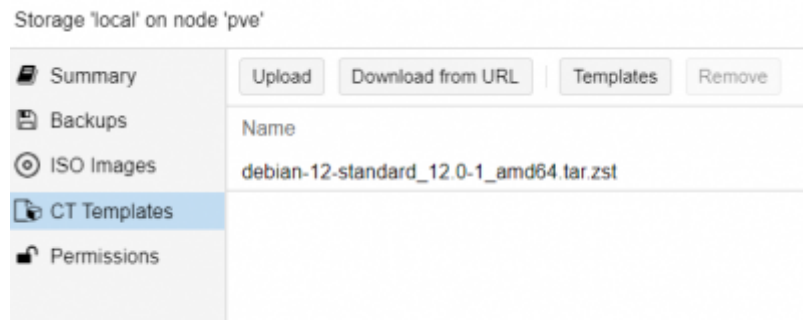 Storage 'local' on node 'pve'
Summary
Backups
ISO Images
CT Templates
Permissions
Upload Download from URL Templates Remove
Name
debian-12-standard_12.0-1_amd64.tar.zst